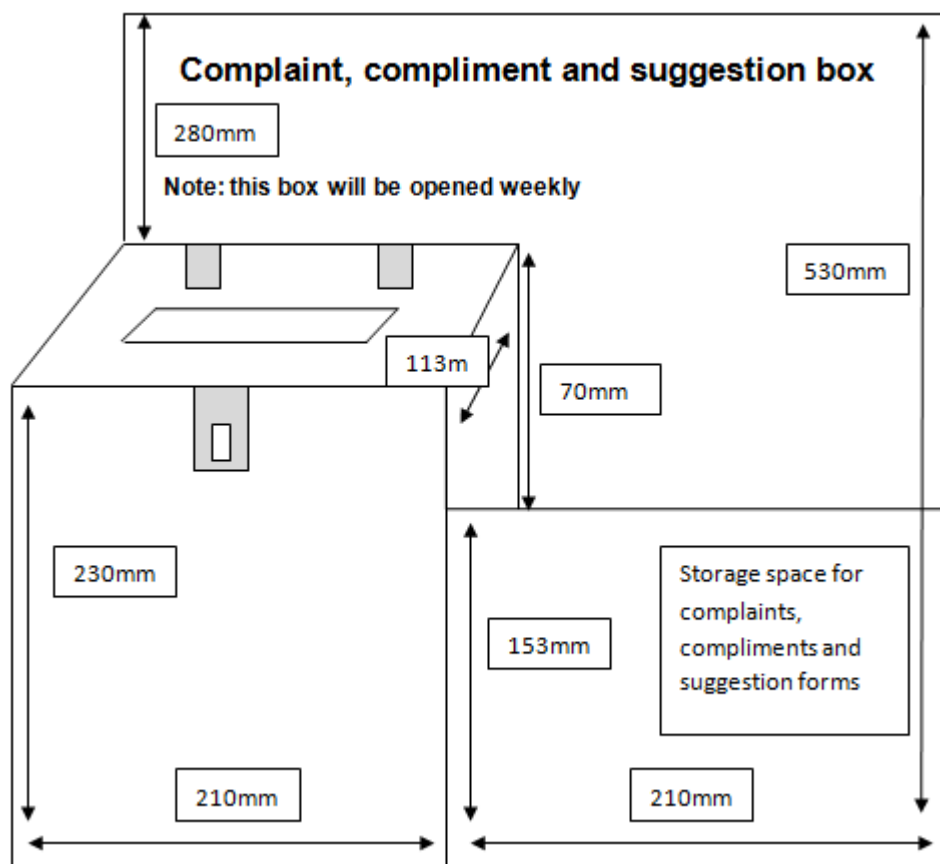 Complaint, compliment and suggestion box
280mm
Note: this box will be opened weekly
530mm
113m
70mm
230mm
153mm
Storage space for
complaints,
compliments and
suggestion forms
210mm
210mm